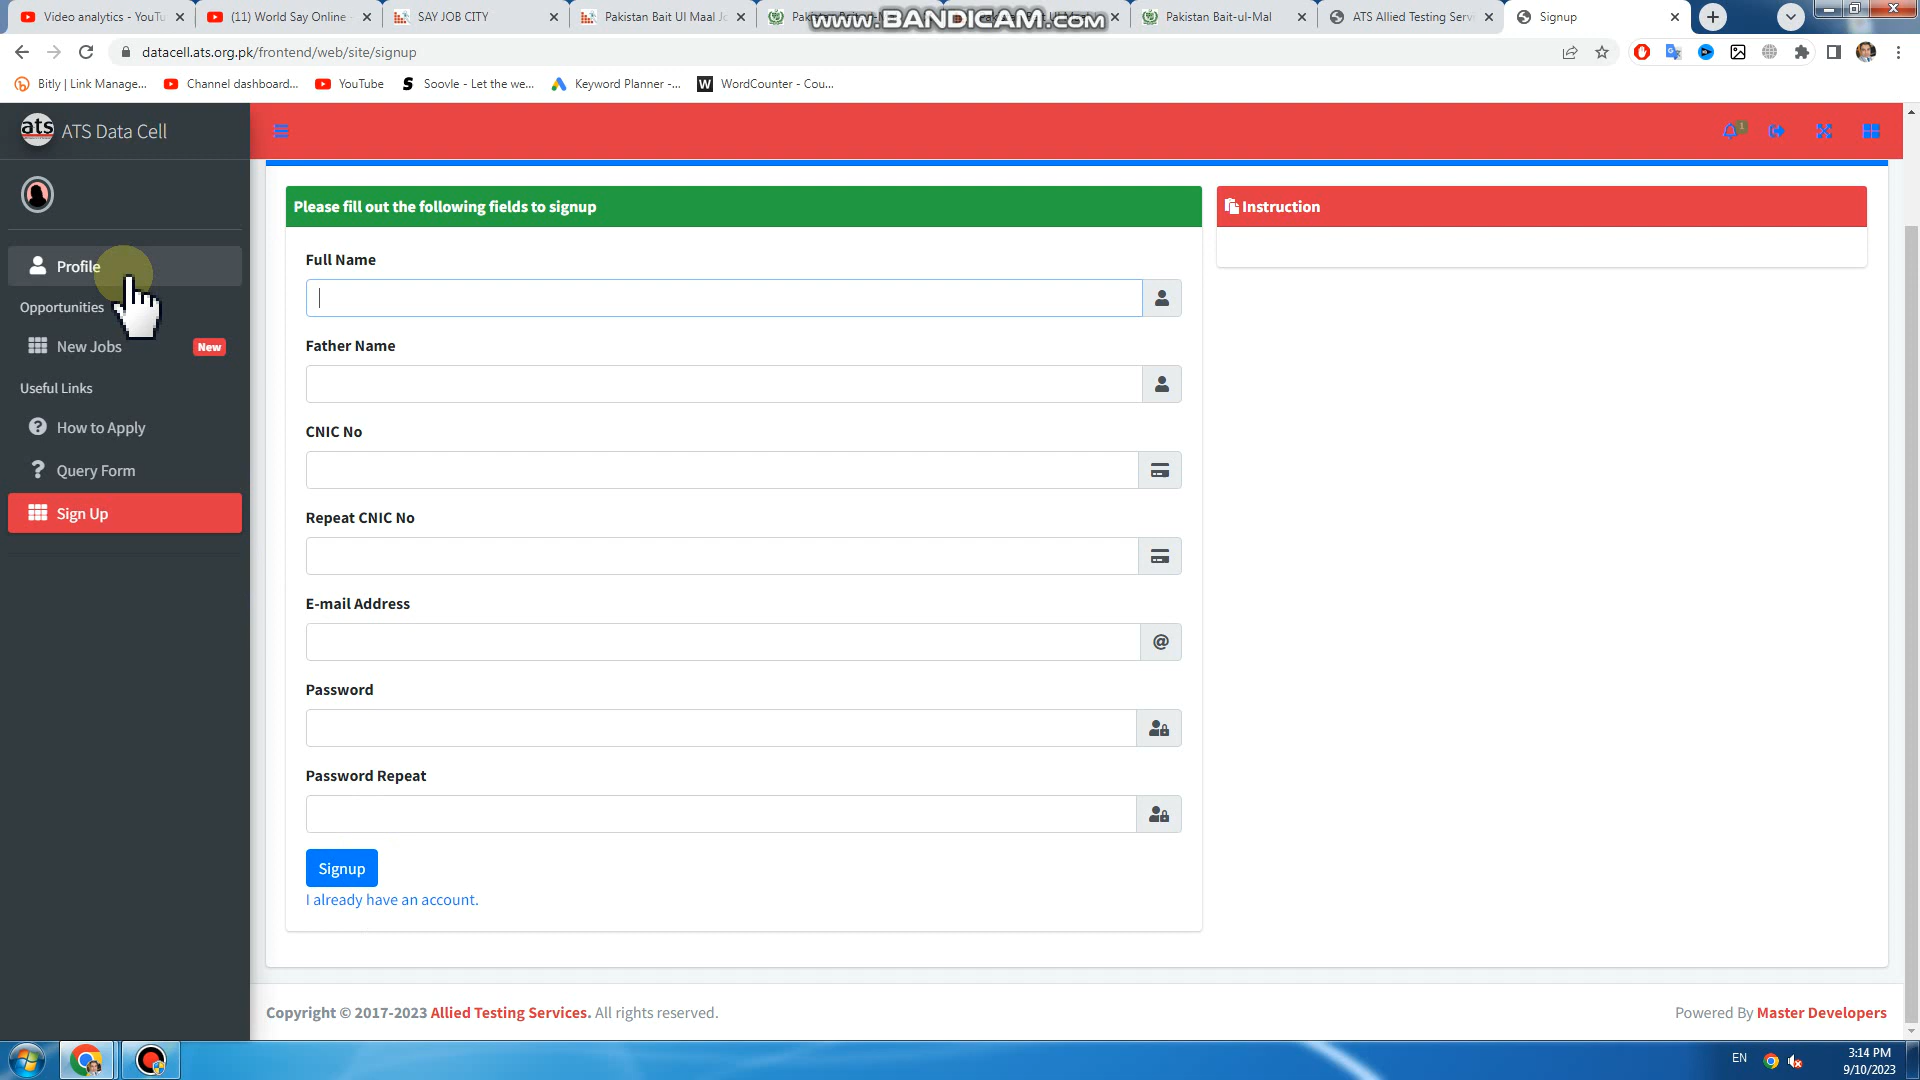 Video analytics - YouTu
(11) World Say Online
SAY JOB CITY
Pakistan Bait Ul Maal Jo
Pakistan Bait-ul-Mal
ATS Allied Testing Servi
Signup
www.BANDICAM.com
datacell.ats.org.pk/frontend/web/site/signup
Bitly | Link Manage...
Channel dashboard...
YouTube
Soovle - Let the we...
Keyword Planner -...
W WordCounter - Cou...
ats ATS Data Cell
1
Profile
Opportunities
New Jobs New
Useful Links
How to Apply
Query Form
Sign Up
Please fill out the following fields to signup
Full Name
Father Name
CNIC No
Repeat CNIC No
E-mail Address
@
Password
Password Repeat
Signup
I already have an account.
Instruction
Copyright © 2017-2023 Allied Testing Services. All rights reserved.
Powered By Master Developers
EN
3:14 PM
9/10/2023